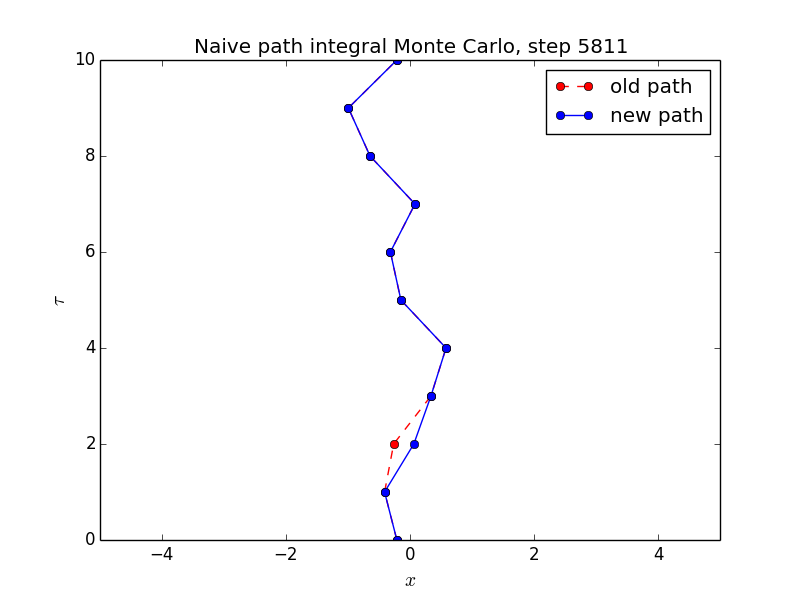 Naive path integral Monte Carlo, step 5811
10
8
6
4
2
0
τ
old path
new path
−4 −2 0 2 4
x